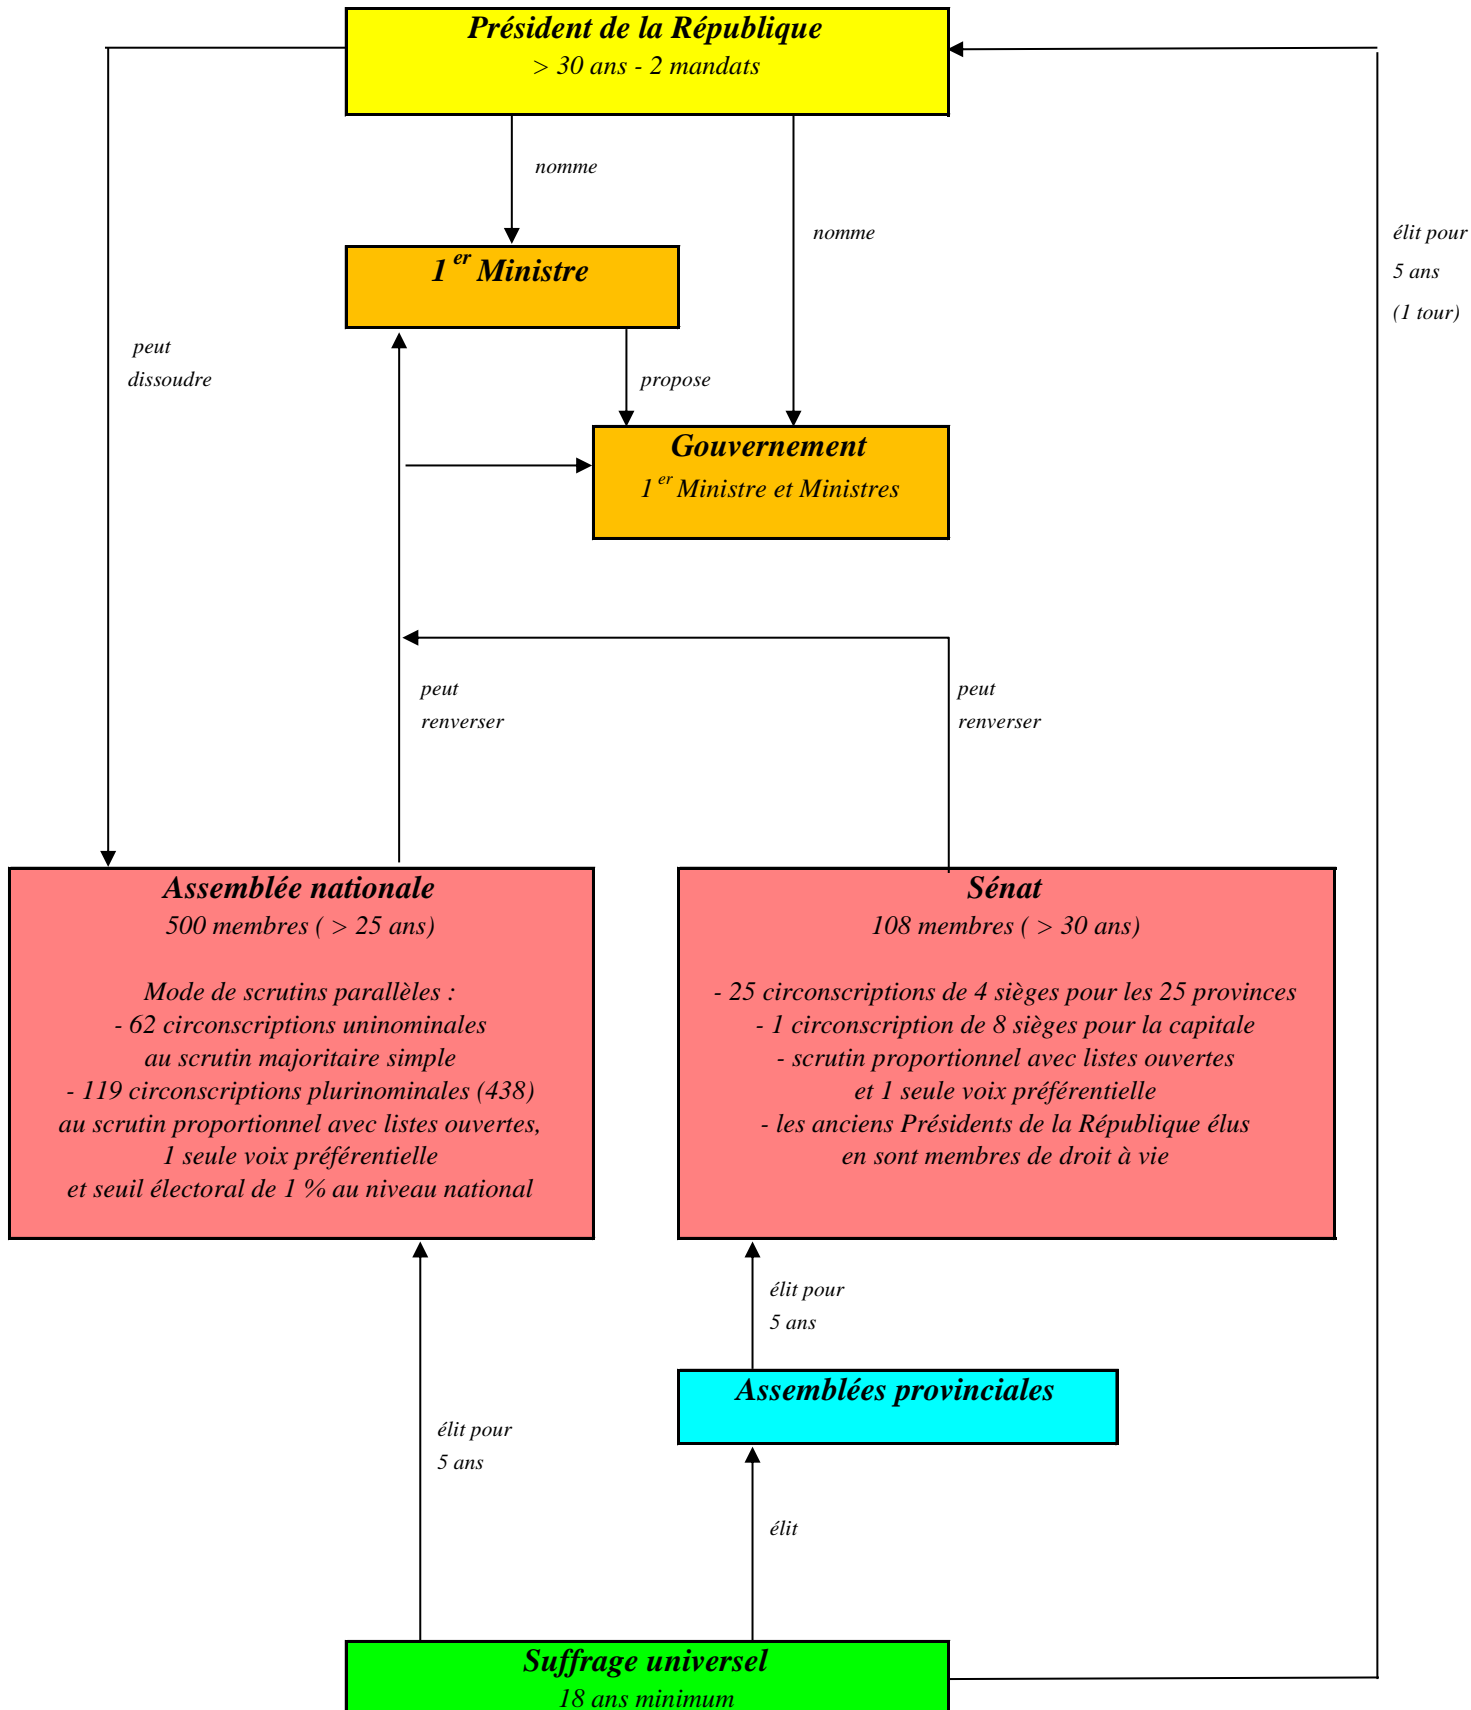 Président de la République
> 30 ans - 2 mandats
nomme
nomme
élit pour
5 ans
(1 tour)
1er Ministre
peut
dissoudre
propose
Gouvernement
1er Ministre et Ministres
peut
renverser
peut
renverser
Assemblée nationale
500 membres ( > 25 ans)
Mode de scrutins parallèles :
- 62 circonscriptions uninominales
au scrutin majoritaire simple
- 119 circonscriptions plurinominales (438)
au scrutin proportionnel avec listes ouvertes,
1 seule voix préférentielle
et seuil électoral de 1 % au niveau national
Sénat
108 membres ( > 30 ans)
- 25 circonscriptions de 4 sièges pour les 25 provinces
- 1 circonscription de 8 sièges pour la capitale
- scrutin proportionnel avec listes ouvertes
et 1 seule voix préférentielle
- les anciens Présidents de la République élus
en sont membres de droit à vie
élit pour
5 ans
Assemblées provinciales
élit pour
5 ans
élit
Suffrage universel
18 ans minimum